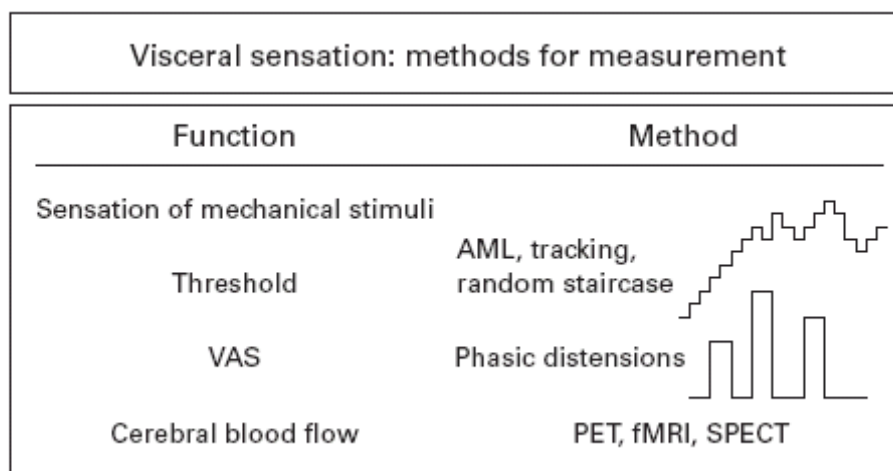 Visceral sensation: methods for measurement
Function Method
Sensation of mechanical stimuli
AML, tracking,
Threshold random staircase
VAS Phasic distensions
Cerebral blood flow PET, fMRI, SPECT